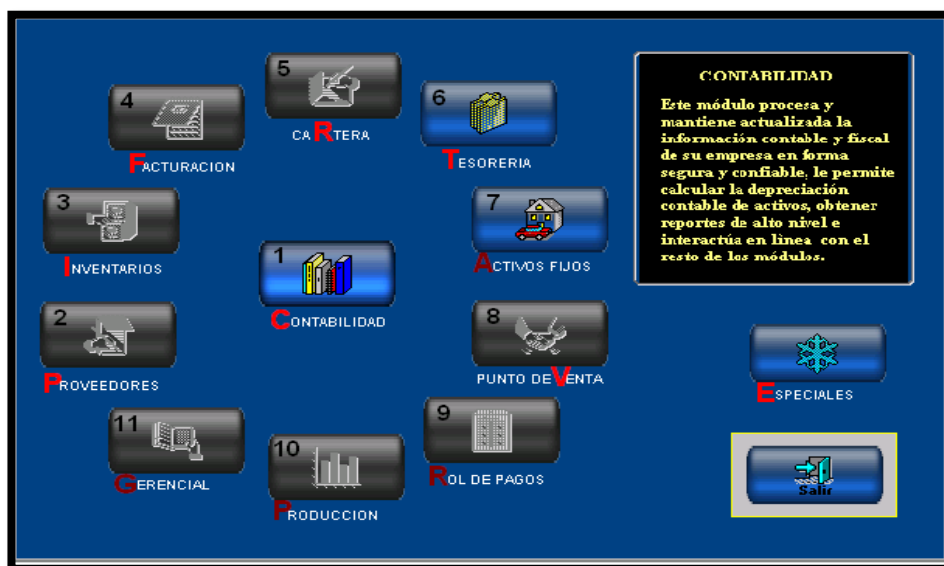 5
CARTERA
4
FACTURACION
6
TESORERIA
CONTABILIDAD
Este módulo procesa y
mantiene actualizada la
información contable y fiscal
de su empresa en forma
segura y confiable, le permite
calcular la depreciación
contable de activos, obtener
reportes de alto nivel e
interactúa en línea con el
resto de los módulos.
3
INVENTARIOS
7
ACTIVOS FIJOS
1
CONTABILIDAD
2
PROVEEDORES
8
PUNTO DE VENTA
ESPECIALES
11
GERENCIAL
9
ROL DE PAGOS
10
PRODUCCION
Salir